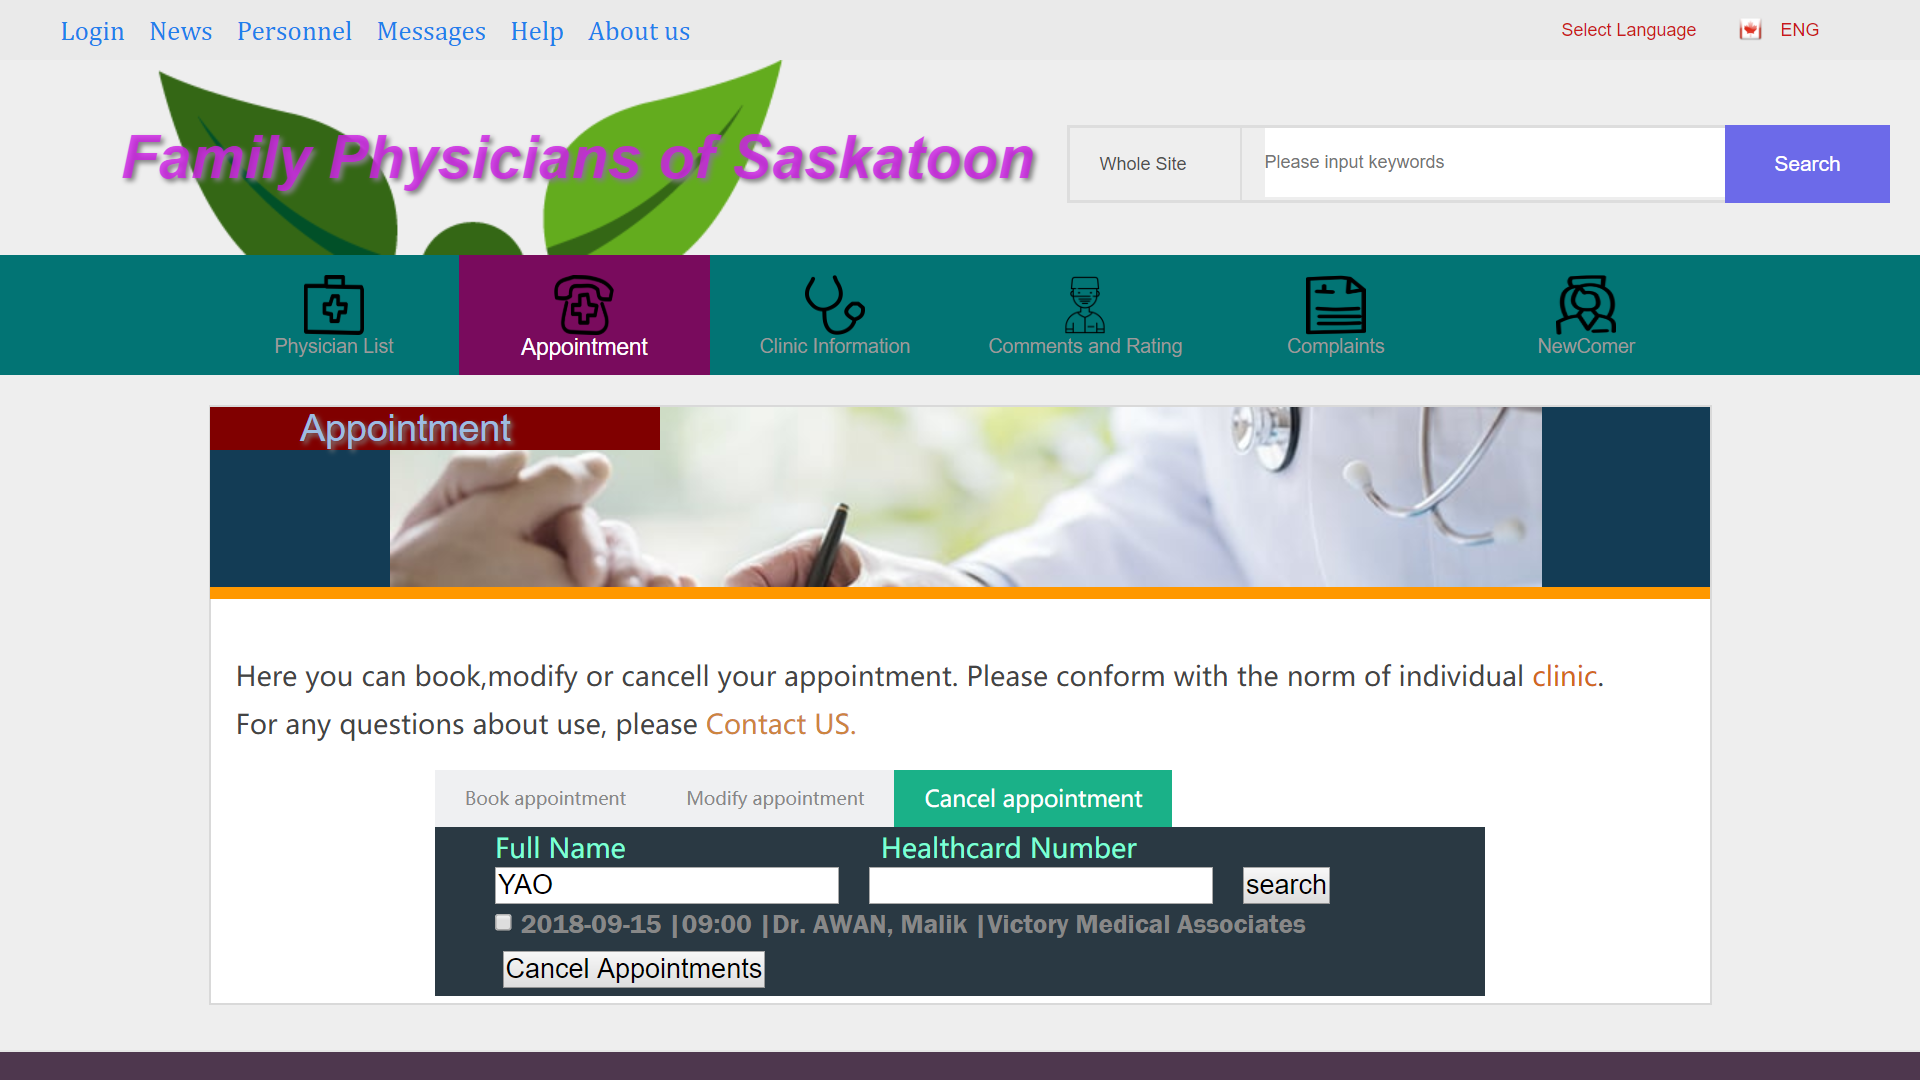 Login News Personnel Messages Help About us
Select Language ENG
Family Physicians of Saskatoon
Whole Site Please input keywords Search
Physician List Appointment Clinic Information Comments and Rating Complaints NewComer
Appointment
Here you can book,modify or cancell your appointment. Please conform with the norm of individual clinic.
For any questions about use, please Contact US.
Book appointment Modify appointment Cancel appointment
Full Name Healthcard Number
YAO search
2018-09-15 |09:00 |Dr. AWAN, Malik |Victory Medical Associates
Cancel Appointments